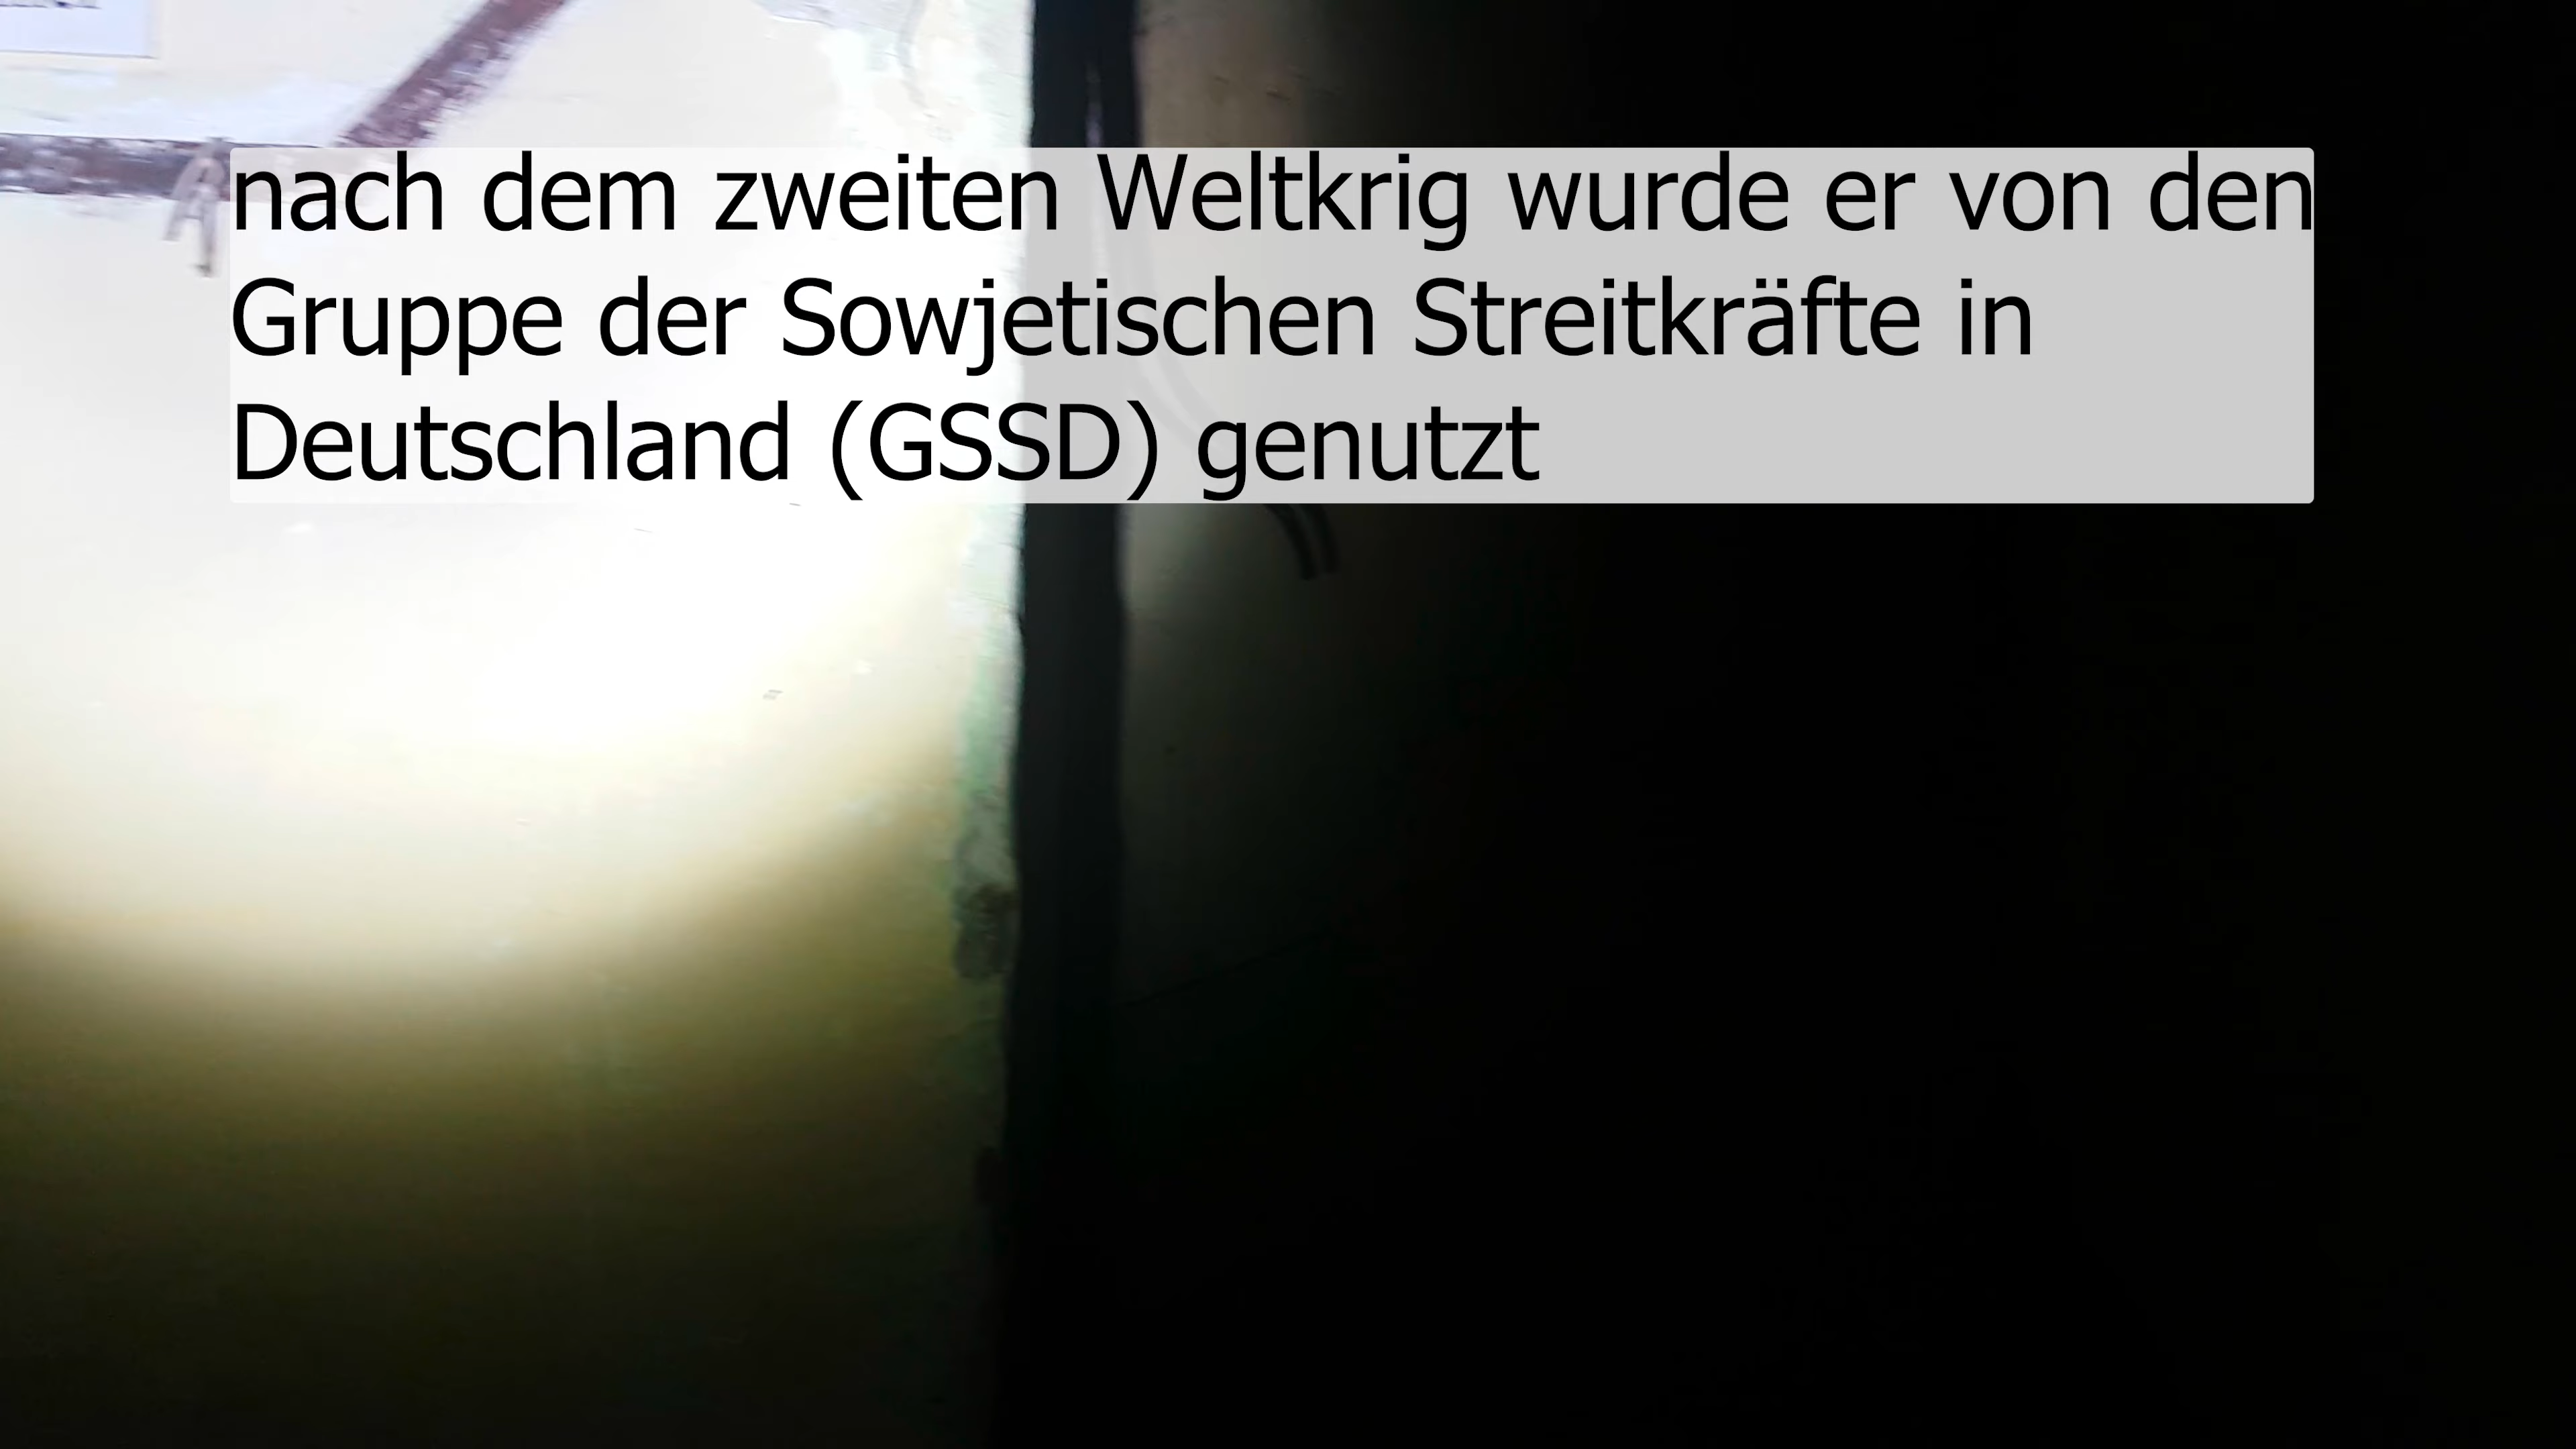 nach dem zweiten Weltkrig wurde er von den
Gruppe der Sowjetischen Streitkräfte in
Deutschland (GSSD) genutzt